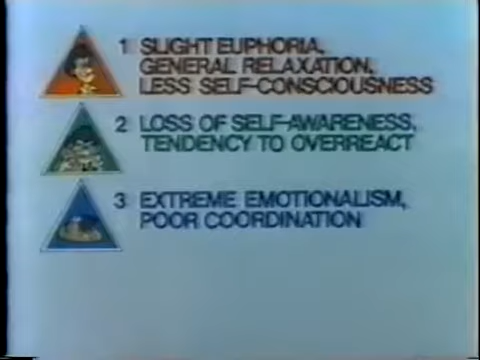 1 SLIGHT EUPHORIA,
GENERAL RELAXATION,
LESS SELF-CONSCIOUSNESS
2 LOSS OF SELF-AWARENESS,
TENDENCY TO OVERREACT
3 EXTREME EMOTIONALISM,
POOR COORDINATION